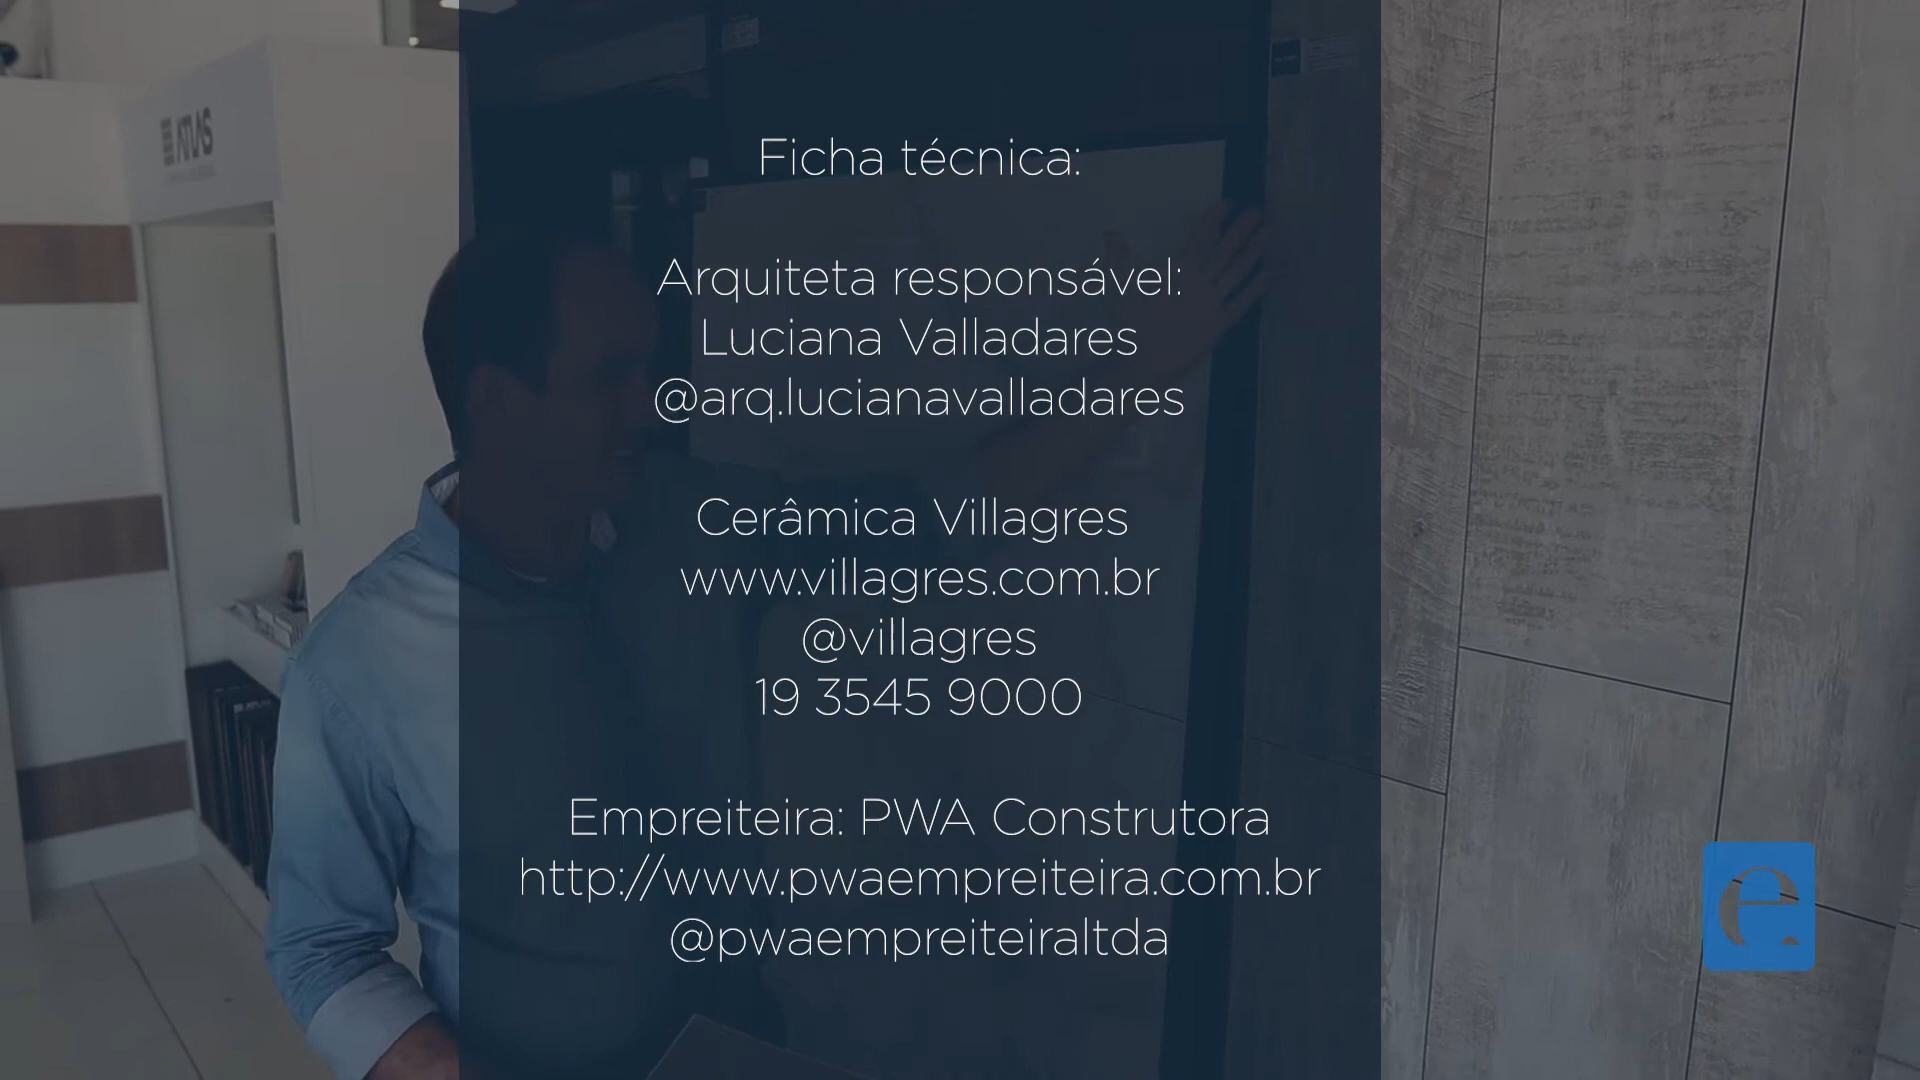 ATLAS
Ficha técnica:
Arquiteta responsável:
Luciana Valladares
@arq.lucianavalladares
Cerâmica Villagres
www.villagres.com.br
@villagres
19 3545 9000
Empreiteira: PWA Construtora
http://www.pwaempreiteira.com.br
@pwaempreiteiraltda
e.